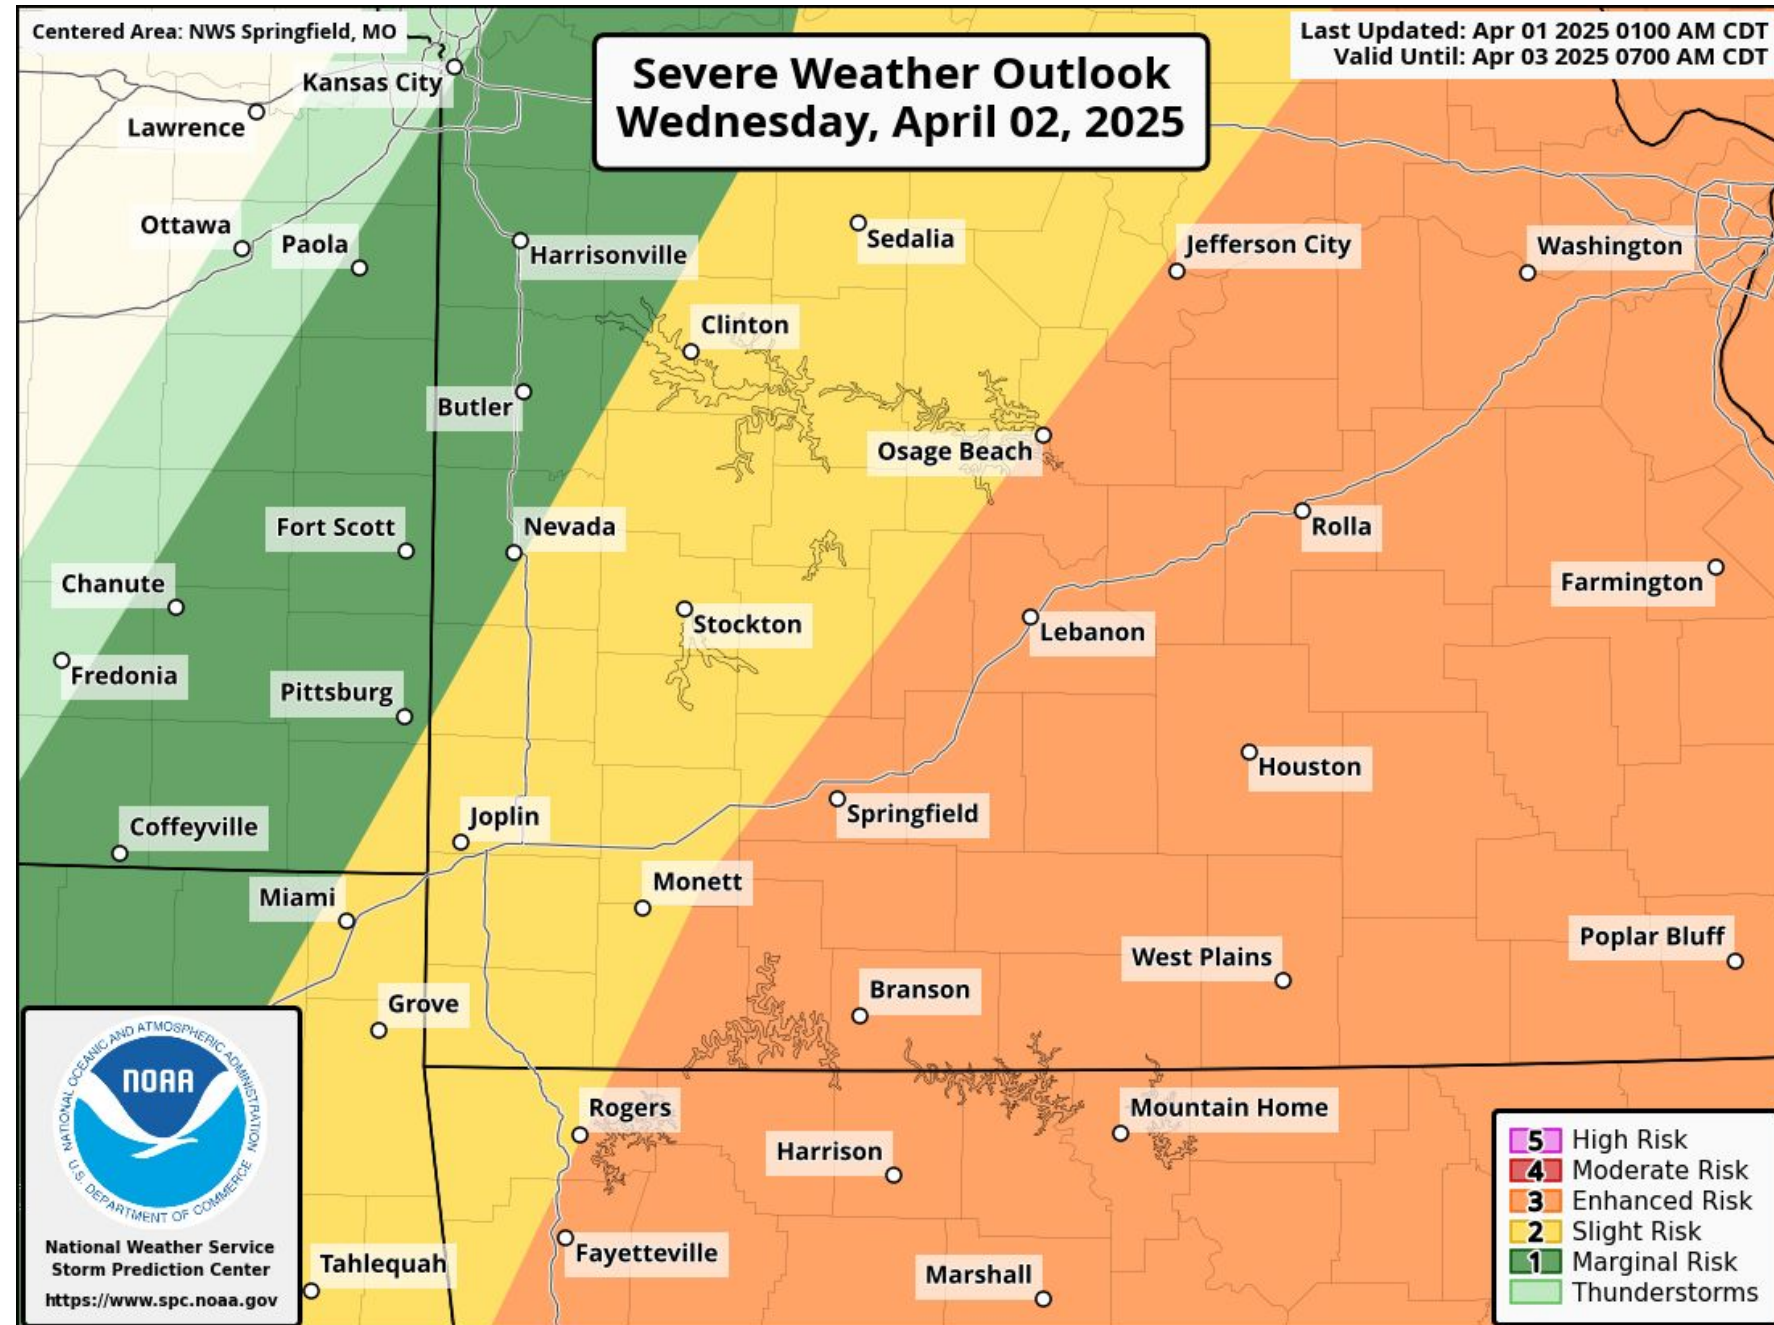 Centered Area: NWS Springfield, MO
Last Updated: Apr 01 2025 0100 AM CDT
Valid Until: Apr 03 2025 0700 AM CDT
Severe Weather Outlook
Wednesday, April 02, 2025
Kansas City
Lawrence
Ottawa
Paola
Harrisonville
Sedalia
Jefferson City
Washington
Clinton
Butler
Osage Beach
Fort Scott
Nevada
Rolla
Chanute
Farmington
Stockton
Lebanon
Fredonia
Pittsburg
Houston
Joplin
Springfield
Coffeyville
Miami
Monett
Poplar Bluff
West Plains
Branson
Grove
Rogers
Mountain Home
Harrison
Fayetteville
Tahlequah
Marshall
NATIONAL OCEANIC AND ATMOSPHERIC ADMINISTRATION
NOAA
U.S. DEPARTMENT OF COMMERCE
National Weather Service
Storm Prediction Center
https://www.spc.noaa.gov
5 High Risk
4 Moderate Risk
3 Enhanced Risk
2 Slight Risk
1 Marginal Risk
Thunderstorms